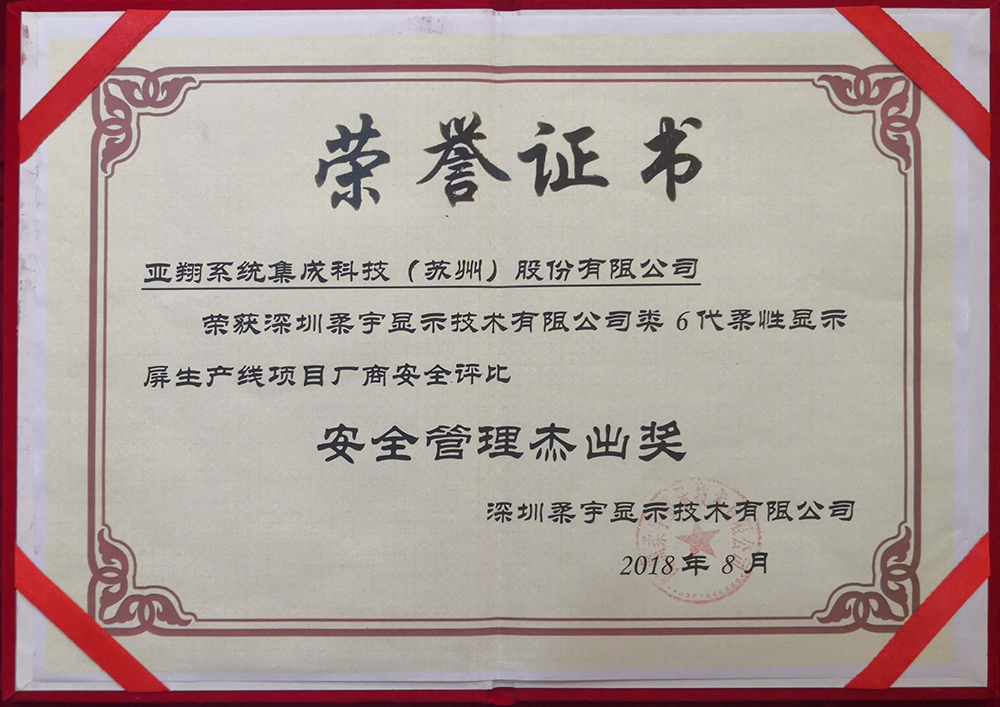 荣誉证书
亚翔系统集成科技（苏州）股份有限公司
荣获深圳柔宇显示技术有限公司类6代柔性显示
屏生产线项目厂商安全评比
安全管理杰出奖
深圳柔宇显示技术有限公司
2018年8月